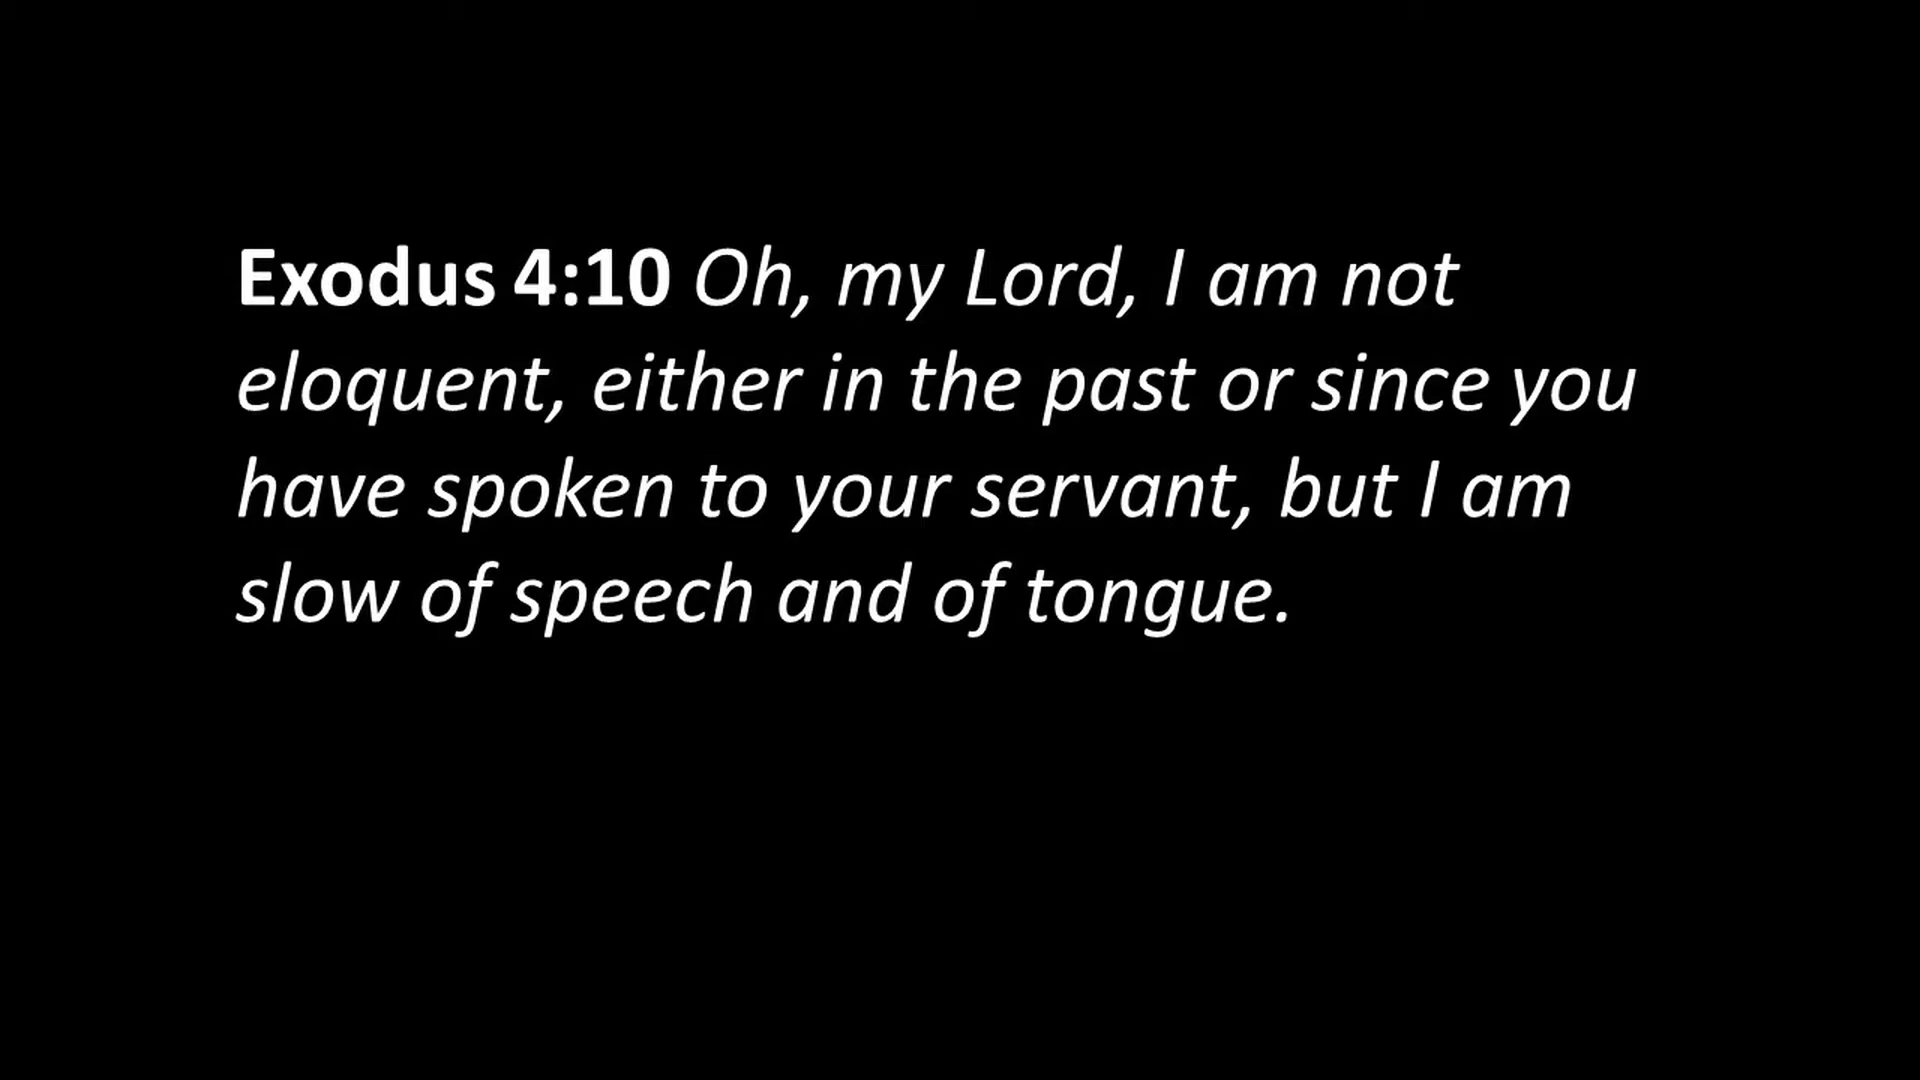 Exodus 4:10 Oh, my Lord, I am not
eloquent, either in the past or since you
have spoken to your servant, but I am
slow of speech and of tongue.